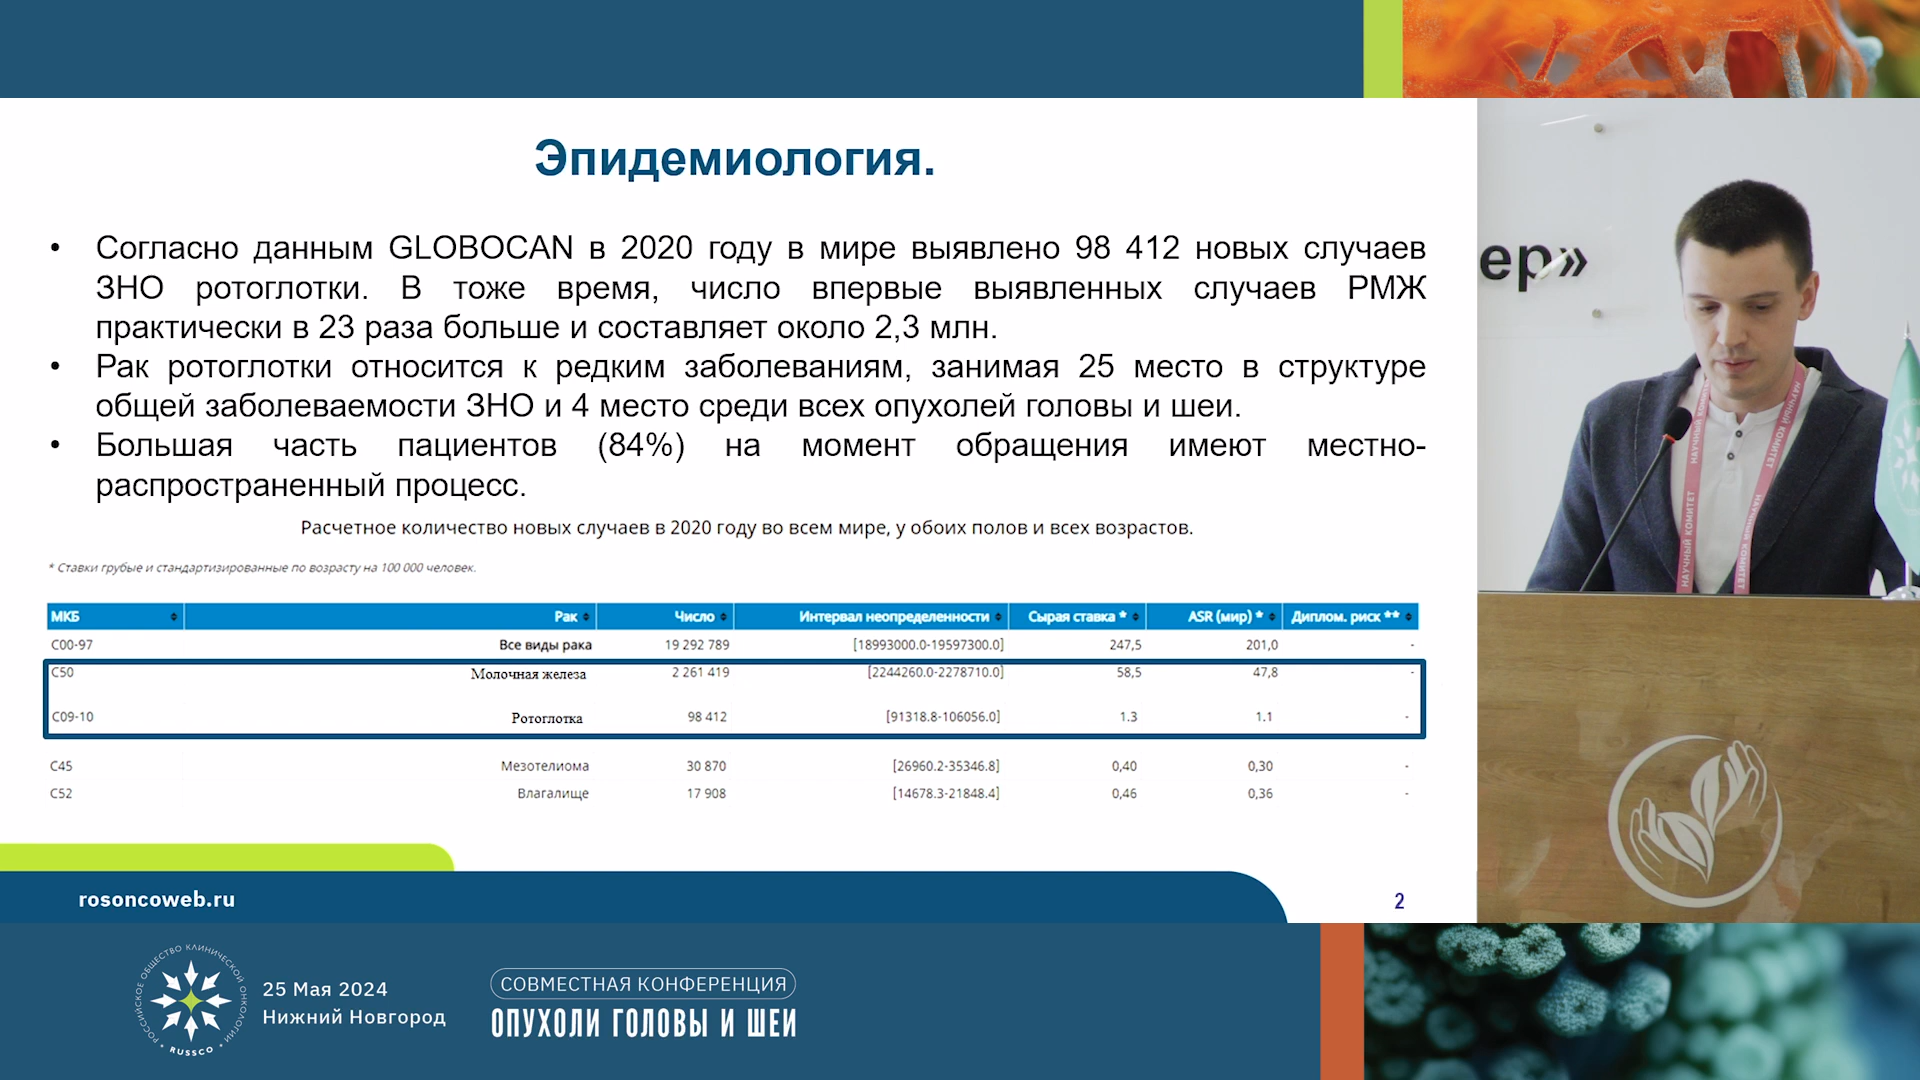 Эпидемиология.
• Согласно данным GLOBOCAN в 2020 году в мире выявлено 98 412 новых случаев
ЗНО ротоглотки. В тоже время, число впервые выявленных случаев РМЖ
практически в 23 раза больше и составляет около 2,3 млн.
• Рак ротоглотки относится к редким заболеваниям, занимая 25 место в структуре
общей заболеваемости ЗНО и 4 место среди всех опухолей головы и шеи.
• Большая часть пациентов (84%) на момент обращения имеют местно-
распространенный процесс.
Расчетное количество новых случаев в 2020 году во всем мире, у обоих полов и всех возрастов.
* Ставки грубые и стандартизированные по возрасту на 100 000 человек.
МКБ Рак Число Интервал неопределенности Сырая ставка * ASR (мир) * Диплом. риск **
C00-97 Все виды рака 19 292 789 [18993000.0-19597300.0] 247,5 201,0 -
C50 Молочная железа 2 261 419 [2244260.0-2278710.0] 58,5 47,8 -
C09-10 Ротоглотка 98 412 [91318.8-106056.0] 1.3 1.1 -
C45 Мезотелиома 30 870 [26960.2-35346.8] 0,40 0,30 -
C52 Влагалище 17 908 [14678.3-21848.4] 0,46 0,36 -
rosoncoweb.ru
2
ер»
НАУЧНЫЙ КОМИТЕТ
НАУЧНЫЙ КОМИТЕТ
РОССИЙСКОЕ ОБЩЕСТВО КЛИНИЧЕСКОЙ ОНКОЛОГИИ
• RUSSCO •
25 Мая 2024
Нижний Новгород
СОВМЕСТНАЯ КОНФЕРЕНЦИЯ
ОПУХОЛИ ГОЛОВЫ И ШЕИ